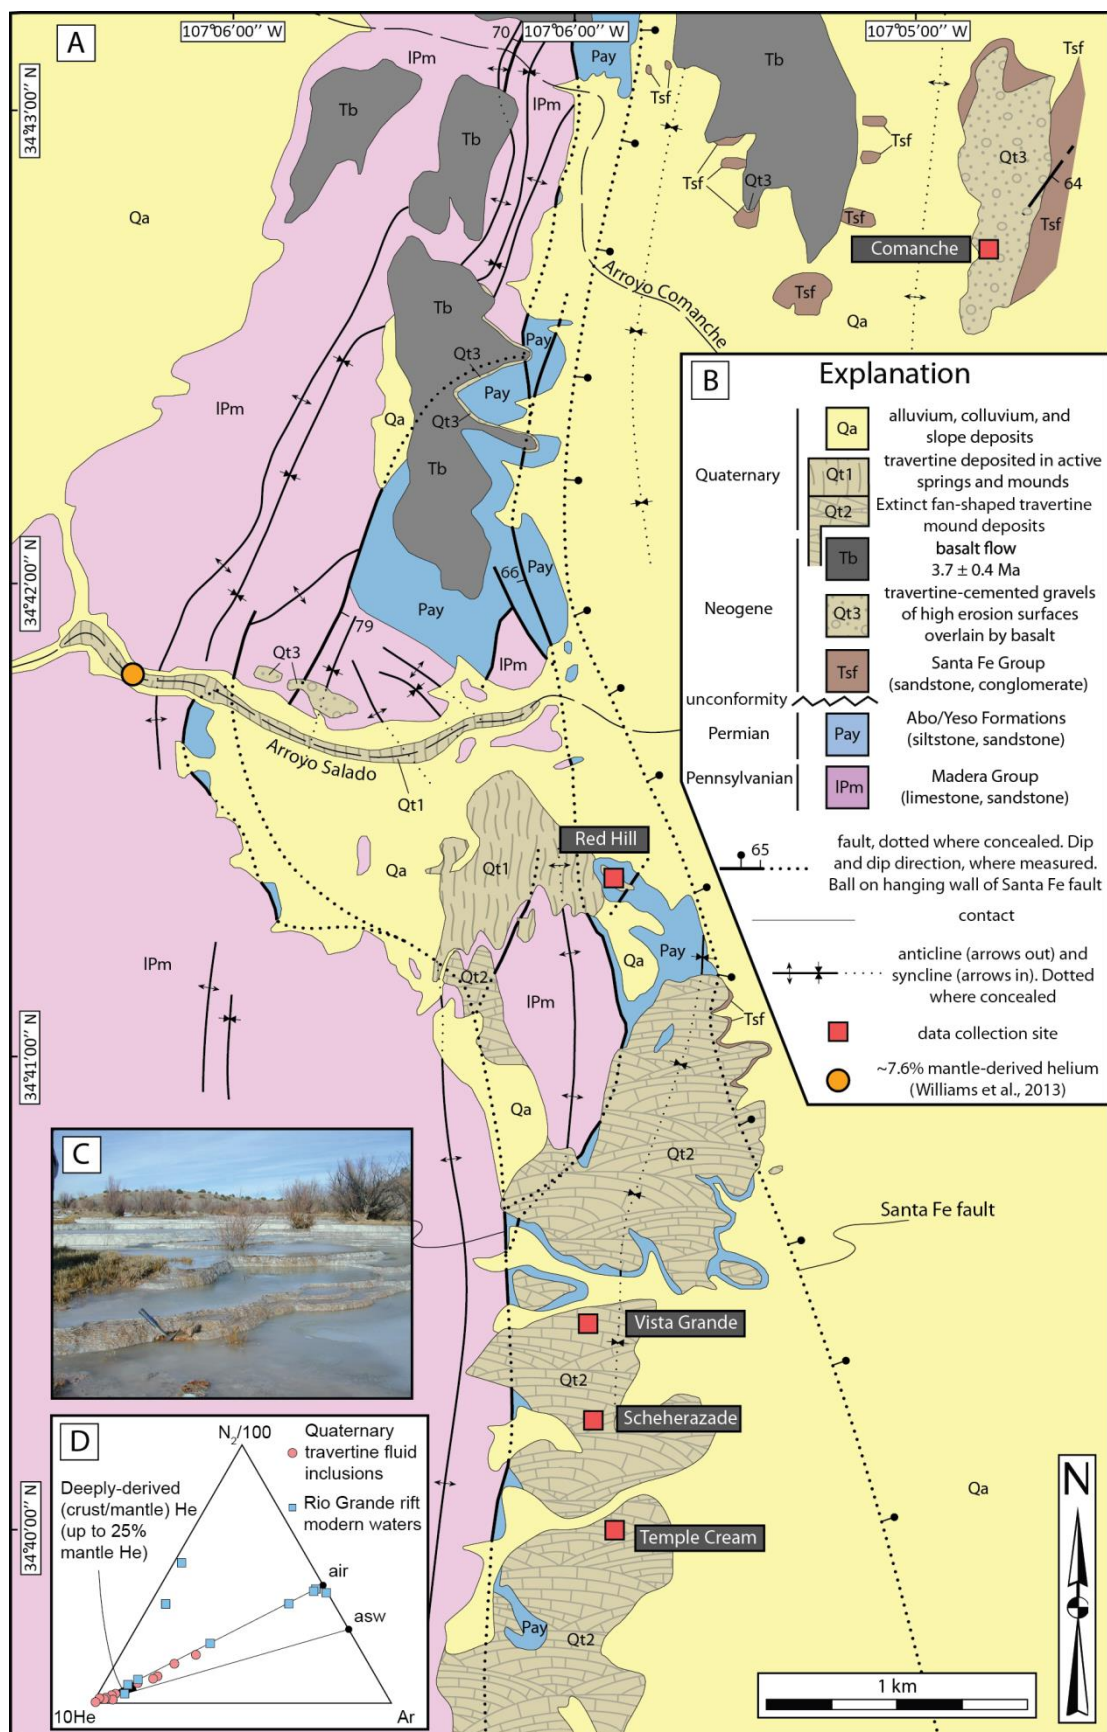 A
107°06'00'' W
70
107°06'00'' W
107°05'00'' W
34°43'00'' N
34°42'00'' N
34°41'00'' N
34°40'00'' N
IPm
Pay
Tb
Tsf
Tsf
Tb
Tb
IPm
Tsf
Qt3
Qa
Tsf
Qt3
64
Tsf
Tsf
Comanche
Arroyo Comanche
Tsf
Qa
Tb
Qt3
Pay
IPm
Pay
Qa
Qt3
Tb
66
Pay
Pay
79
IPm
Qt3
Arroyo Salado
Qt1
Red Hill
Qt1
Qa
Pay
Qa
IPm
Qt2
IPm
Tsf
Qa
Qt2
Santa Fe fault
Vista Grande
Qt2
Scheherazade
Qa
Temple Cream
Pay
Qt2
B
Explanation
Quaternary
Qa
alluvium, colluvium, and
slope deposits
Qt1
travertine deposited in active
springs and mounds
Qt2
Extinct fan-shaped travertine
mound deposits
Neogene
Tb
basalt flow
3.7 ± 0.4 Ma
Qt3
travertine-cemented gravels
of high erosion surfaces
overlain by basalt
Tsf
Santa Fe Group
(sandstone, conglomerate)
unconformity
Permian
Pay
Abo/Yeso Formations
(siltstone, sandstone)
Pennsylvanian
IPm
Madera Group
(limestone, sandstone)
65
fault, dotted where concealed. Dip
and dip direction, where measured.
Ball on hanging wall of Santa Fe fault
contact
anticline (arrows out) and
syncline (arrows in). Dotted
where concealed
data collection site
~7.6% mantle-derived helium
(Williams et al., 2013)
C
D
N2/100
Quaternary
travertine fluid
inclusions
Rio Grande rift
modern waters
Deeply-derived
(crust/mantle) He
(up to 25%
mantle He)
air
asw
10He
Ar
1 km
N